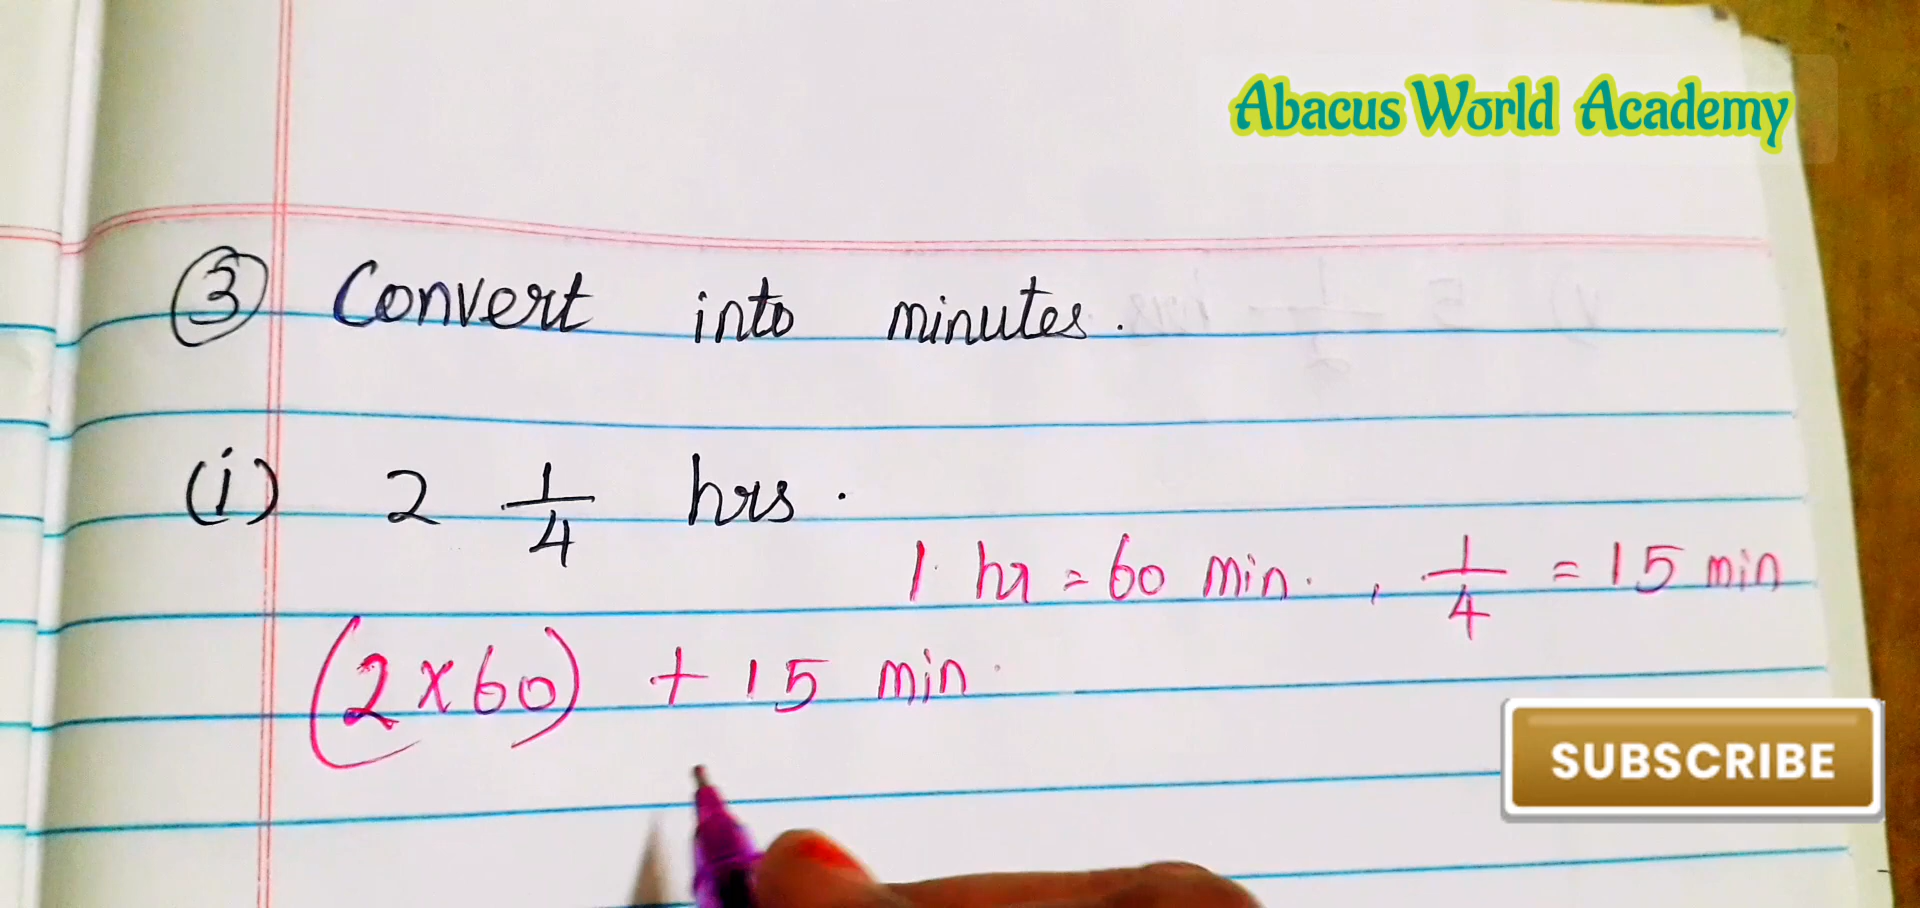 Abacus World Academy
③ Convert into minutes.
(i) 2 1/4 hrs.
1 hr = 60 min. , 1/4 = 15 min
(2 × 60) + 15 min.
SUBSCRIBE